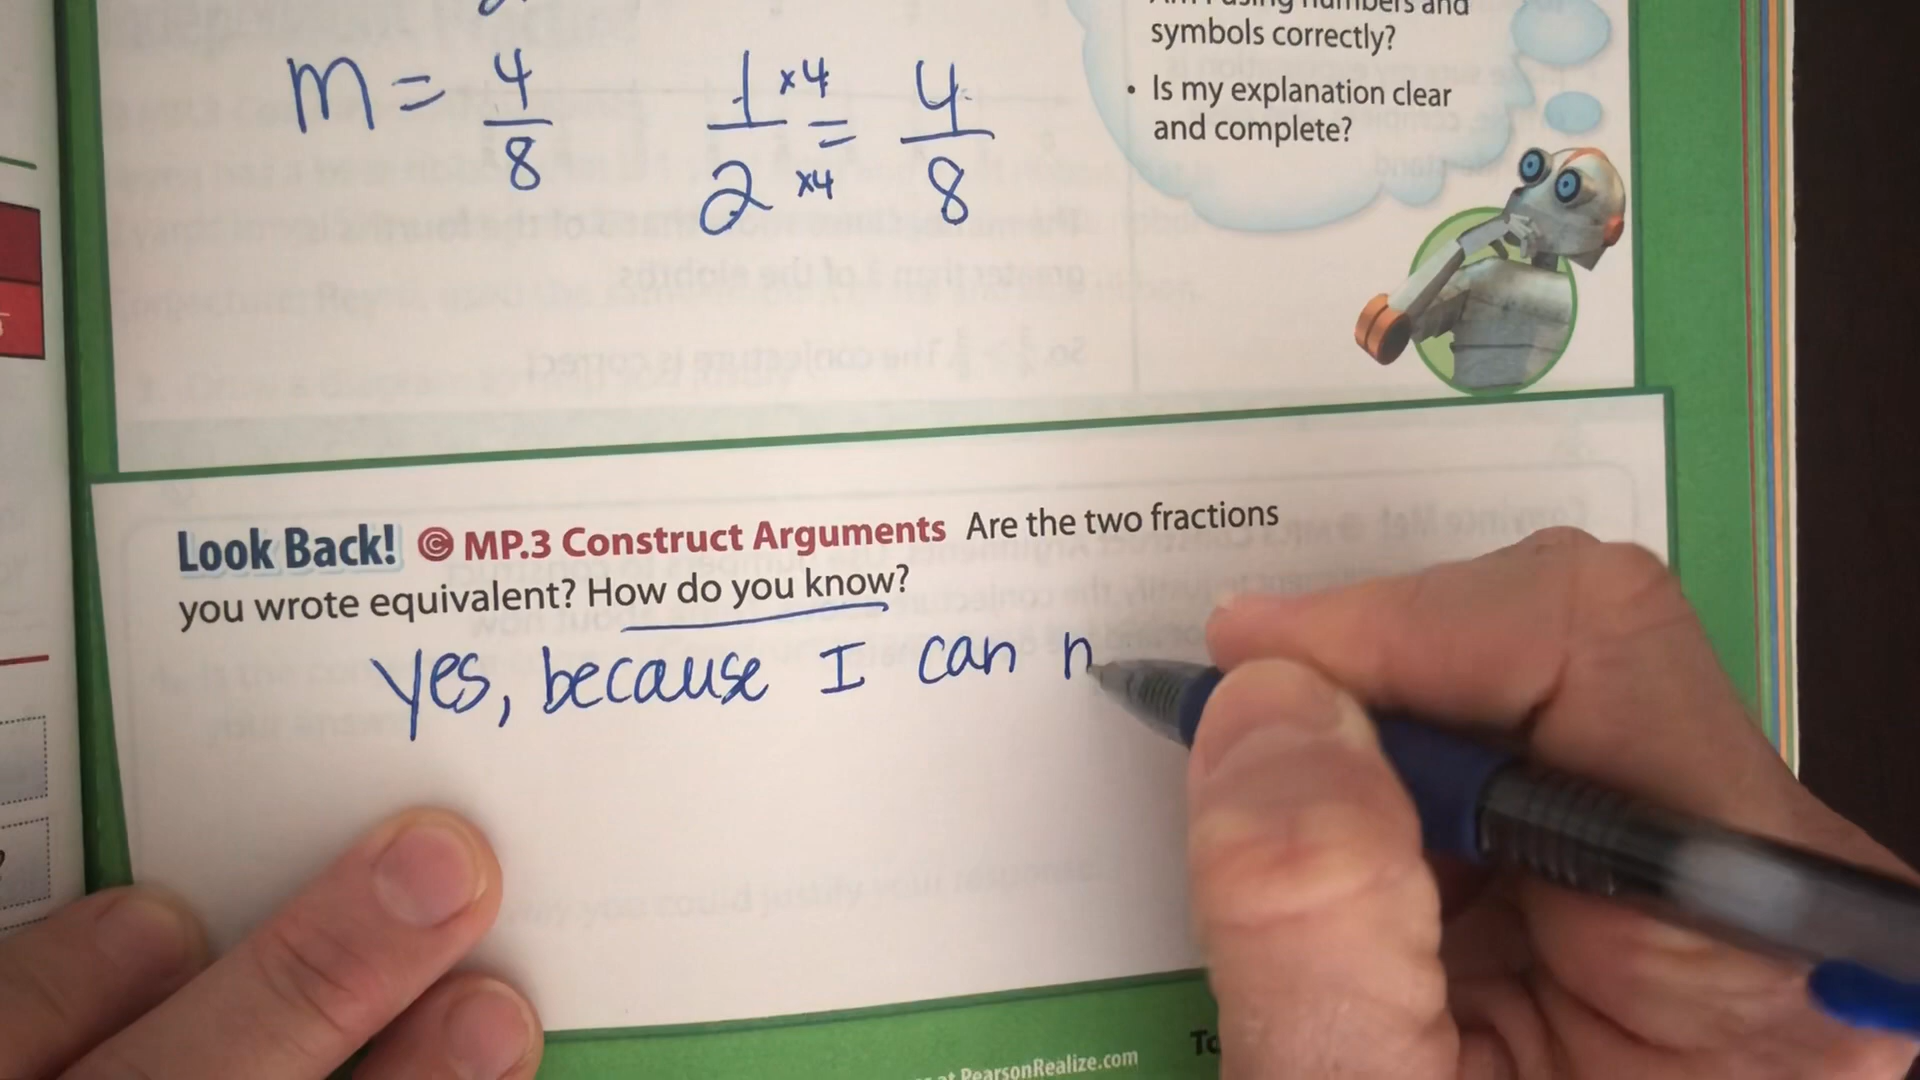 numbers and
symbols correctly?
• Is my explanation clear
and complete?
m = 4/8 1/2 ×4 = ×4 4/8
Look Back! © MP.3 Construct Arguments Are the two fractions
you wrote equivalent? How do you know?
Yes, because I can
PearsonRealize.com